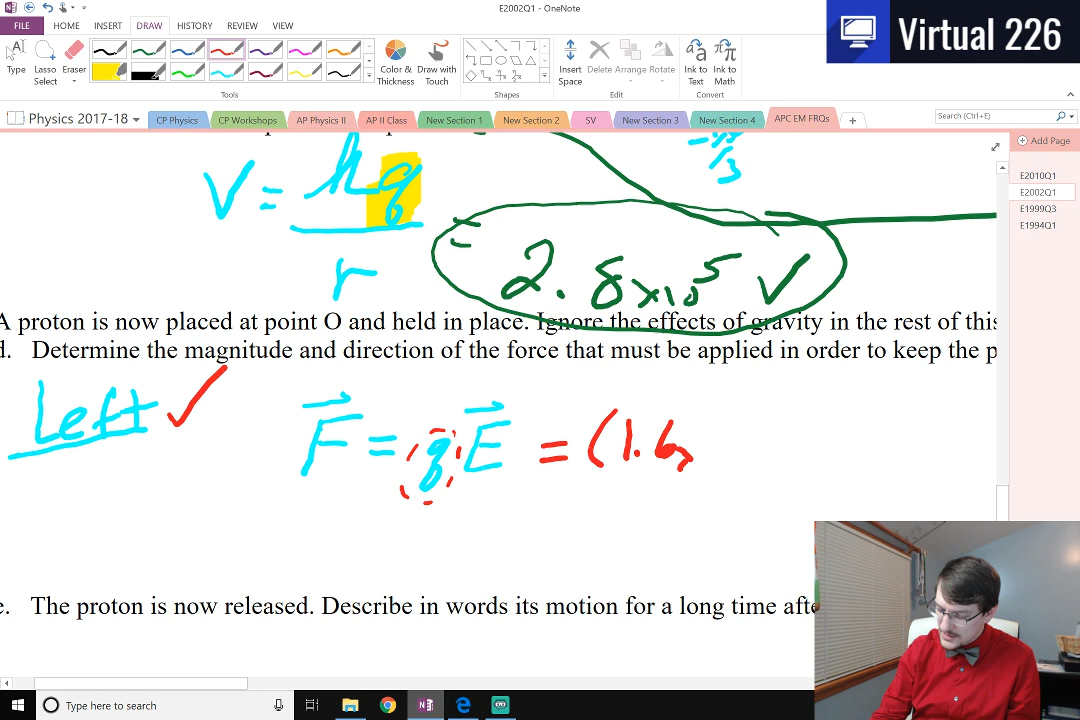 E2002Q1 - OneNote
Virtual 226
FILE HOME INSERT DRAW HISTORY REVIEW VIEW
Type Lasso Select Eraser Color & Thickness Draw with Touch Insert Space Delete Arrange Rotate Ink to Text Ink to Math
Tools Shapes Edit Convert
Physics 2017-18 CP Physics CP Workshops AP Physics II AP II Class New Section 1 New Section 2 SV New Section 3 New Section 4 APC EM FRQs Search (Ctrl+E)
Add Page
E2010Q1
E2002Q1
E1999Q3
E1994Q1
V = kq
r
= 2.8x10^5 V
A proton is now placed at point O and held in place. Ignore the effects of gravity in the rest of this
d. Determine the magnitude and direction of the force that must be applied in order to keep the p
Left ✓ F = qE = (1.6
e. The proton is now released. Describe in words its motion for a long time afte
Type here to search